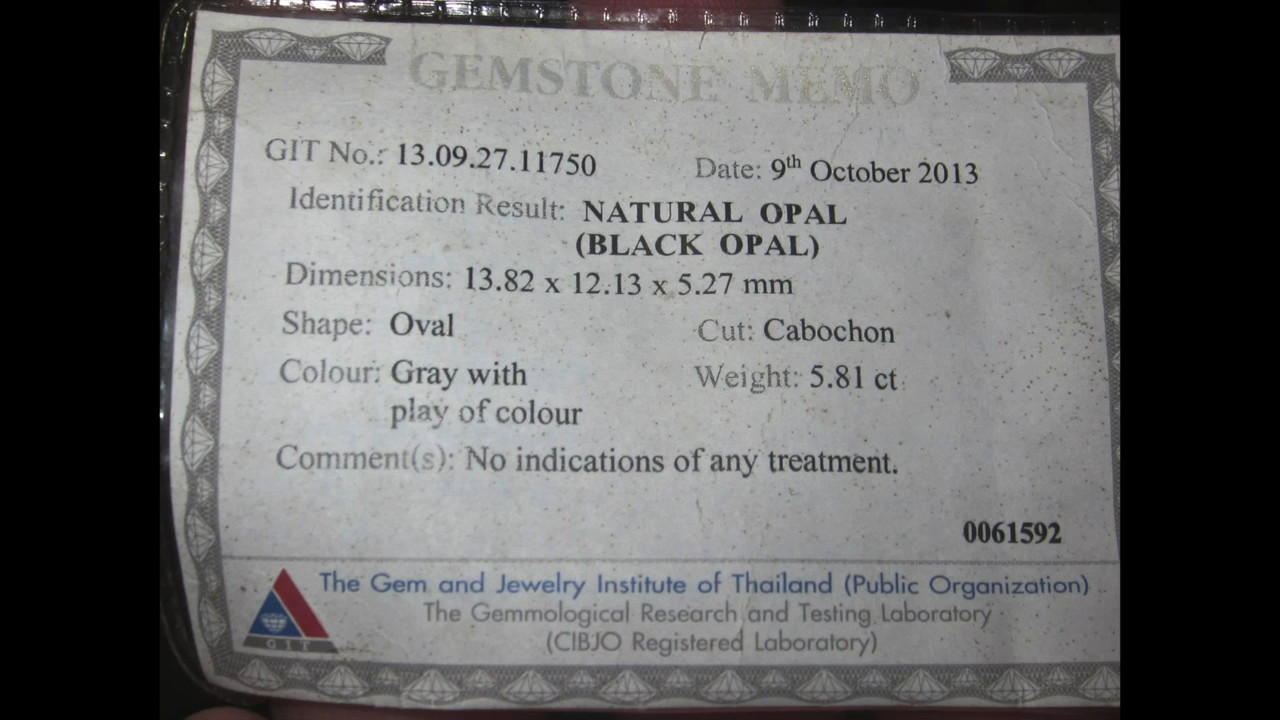 GEMSTONE MEMO
GIT No.: 13.09.27.11750 Date: 9th October 2013
Identification Result: NATURAL OPAL
(BLACK OPAL)
Dimensions: 13.82 x 12.13 x 5.27 mm
Shape: Oval Cut: Cabochon
Colour: Gray with Weight: 5.81 ct
play of colour
Comment(s): No indications of any treatment.
0061592
The Gem and Jewelry Institute of Thailand (Public Organization)
The Gemmological Research and Testing Laboratory
(CIBJO Registered Laboratory)
GIT